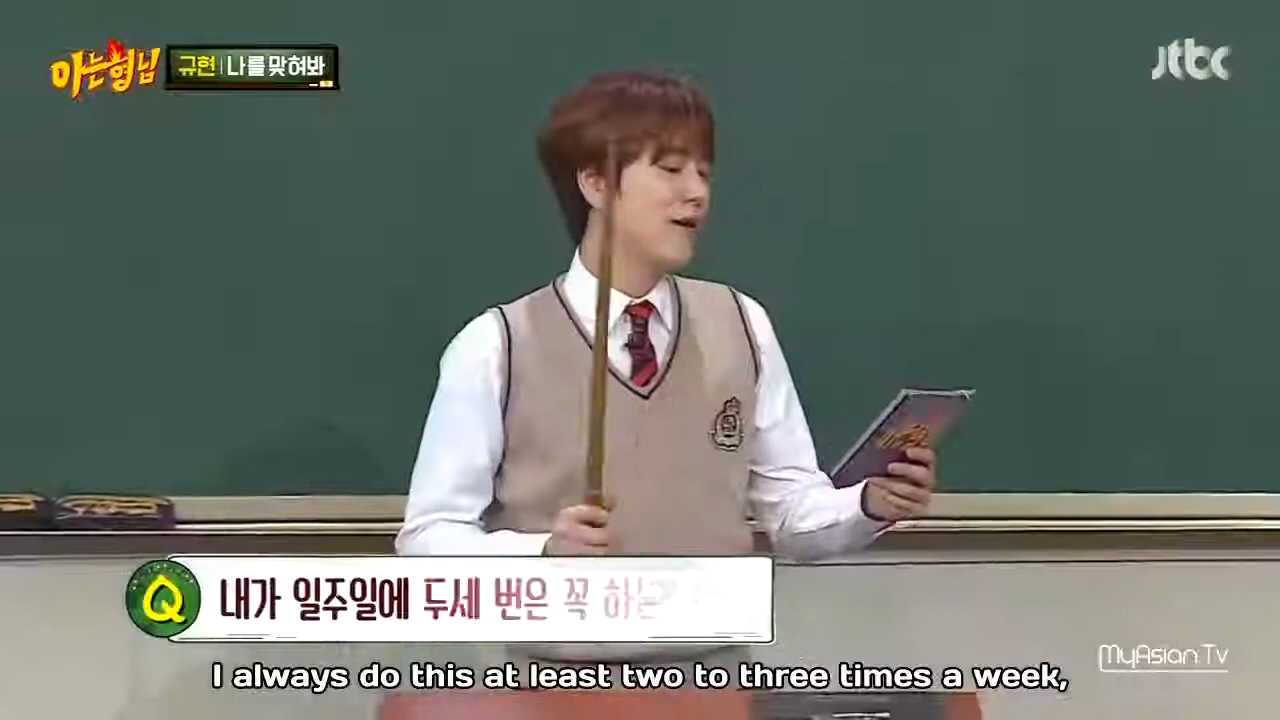 아는형님
규현 나를 맞혀봐
jtbc
Q 내가 일주일에 두세 번은 꼭 하는
I always do this at least two to three times a week,
MyAsian.Tv